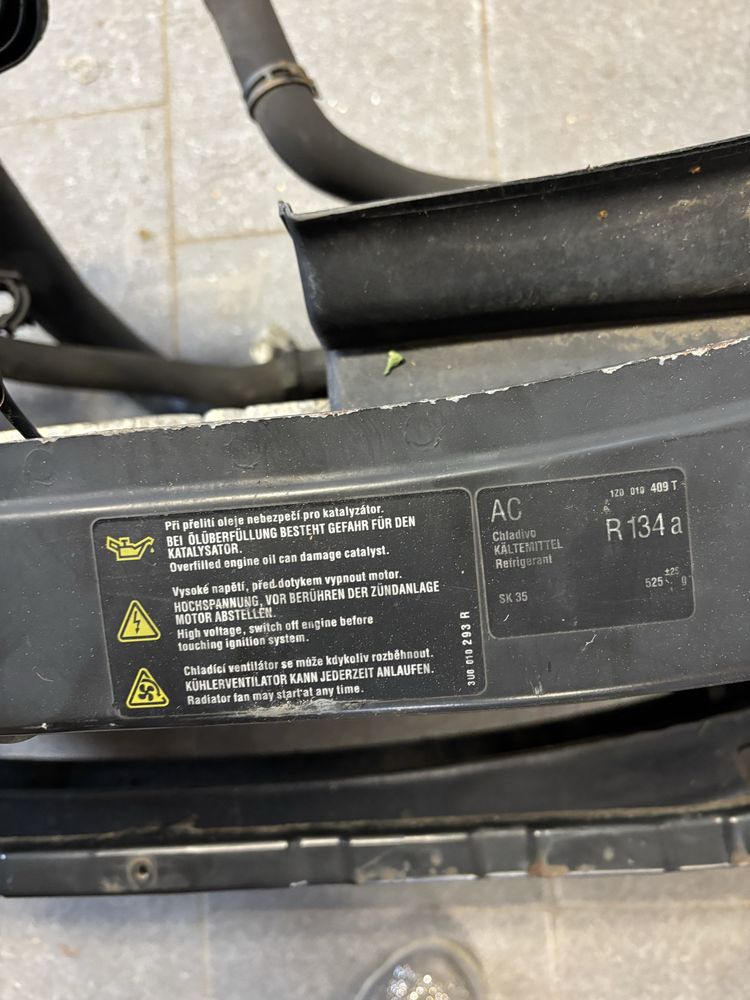 Při přelití oleje nebezpečí pro katalyzátor.
BEI ÖLÜBERFÜLLUNG BESTEHT GEFAHR FÜR DEN
KATALYSATOR.
Overfilled engine oil can damage catalyst.
Vysoké napětí, před dotykem vypnout motor.
HOCHSPANNUNG, VOR BERÜHREN DER ZÜNDANLAGE
MOTOR ABSTELLEN.
High voltage, switch off engine before
touching ignition system.
Chladící ventilátor se může kdykoliv rozběhnout.
KÜHLERVENTILATOR KANN JEDERZEIT ANLAUFEN.
Radiator fan may start at any time.
3U0 010 293 R
1Z0 010 409 T
AC
Chladivo
KÄLTEMITTEL
Refrigerant
R 134 a
SK 35
525 ±25 g